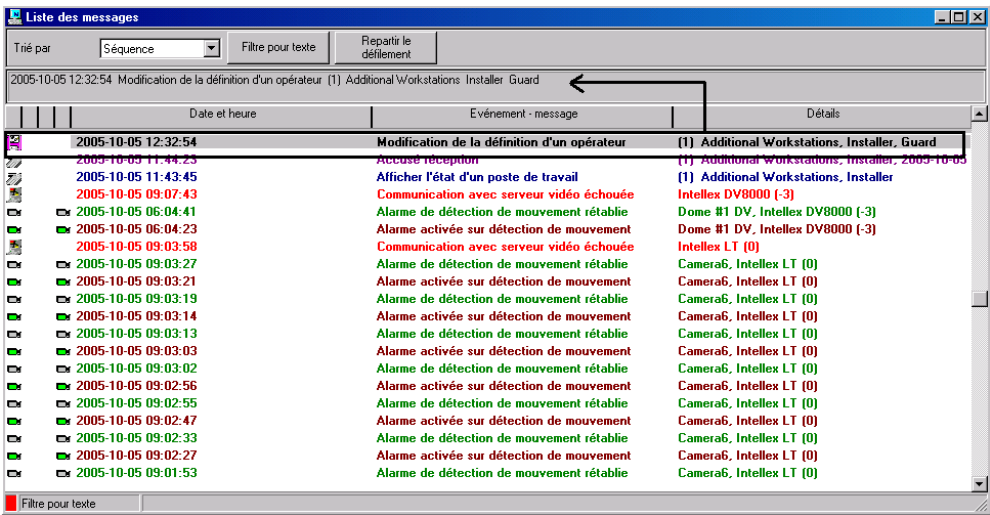 Liste des messages
Trié par Séquence Filtre pour texte Repartir le
défilement
2005-10-05 12:32:54 Modification de la définition d'un opérateur (1) Additional Workstations Installer Guard
Date et heure Evénement - message Détails
2005-10-05 12:32:54 Modification de la définition d'un opérateur (1) Additional Workstations, Installer, Guard
2005-10-05 11:44:23 Accusé réception (1) Additional Workstations, Installer, 2005-10-05
2005-10-05 11:43:45 Afficher l'état d'un poste de travail (1) Additional Workstations, Installer
2005-10-05 09:07:43 Communication avec serveur vidéo échouée Intellex DV8000 (-3)
2005-10-05 06:04:41 Alarme de détection de mouvement rétablie Dome #1 DV, Intellex DV8000 (-3)
2005-10-05 06:04:23 Alarme activée sur détection de mouvement Dome #1 DV, Intellex DV8000 (-3)
2005-10-05 09:03:58 Communication avec serveur vidéo échouée Intellex LT (0)
2005-10-05 09:03:27 Alarme de détection de mouvement rétablie Camera6, Intellex LT (0)
2005-10-05 09:03:21 Alarme activée sur détection de mouvement Camera6, Intellex LT (0)
2005-10-05 09:03:19 Alarme de détection de mouvement rétablie Camera6, Intellex LT (0)
2005-10-05 09:03:14 Alarme activée sur détection de mouvement Camera6, Intellex LT (0)
2005-10-05 09:03:13 Alarme de détection de mouvement rétablie Camera6, Intellex LT (0)
2005-10-05 09:03:03 Alarme activée sur détection de mouvement Camera6, Intellex LT (0)
2005-10-05 09:03:02 Alarme de détection de mouvement rétablie Camera6, Intellex LT (0)
2005-10-05 09:02:56 Alarme activée sur détection de mouvement Camera6, Intellex LT (0)
2005-10-05 09:02:55 Alarme de détection de mouvement rétablie Camera6, Intellex LT (0)
2005-10-05 09:02:47 Alarme activée sur détection de mouvement Camera6, Intellex LT (0)
2005-10-05 09:02:33 Alarme de détection de mouvement rétablie Camera6, Intellex LT (0)
2005-10-05 09:02:27 Alarme activée sur détection de mouvement Camera6, Intellex LT (0)
2005-10-05 09:01:53 Alarme de détection de mouvement rétablie Camera6, Intellex LT (0)
Filtre pour texte